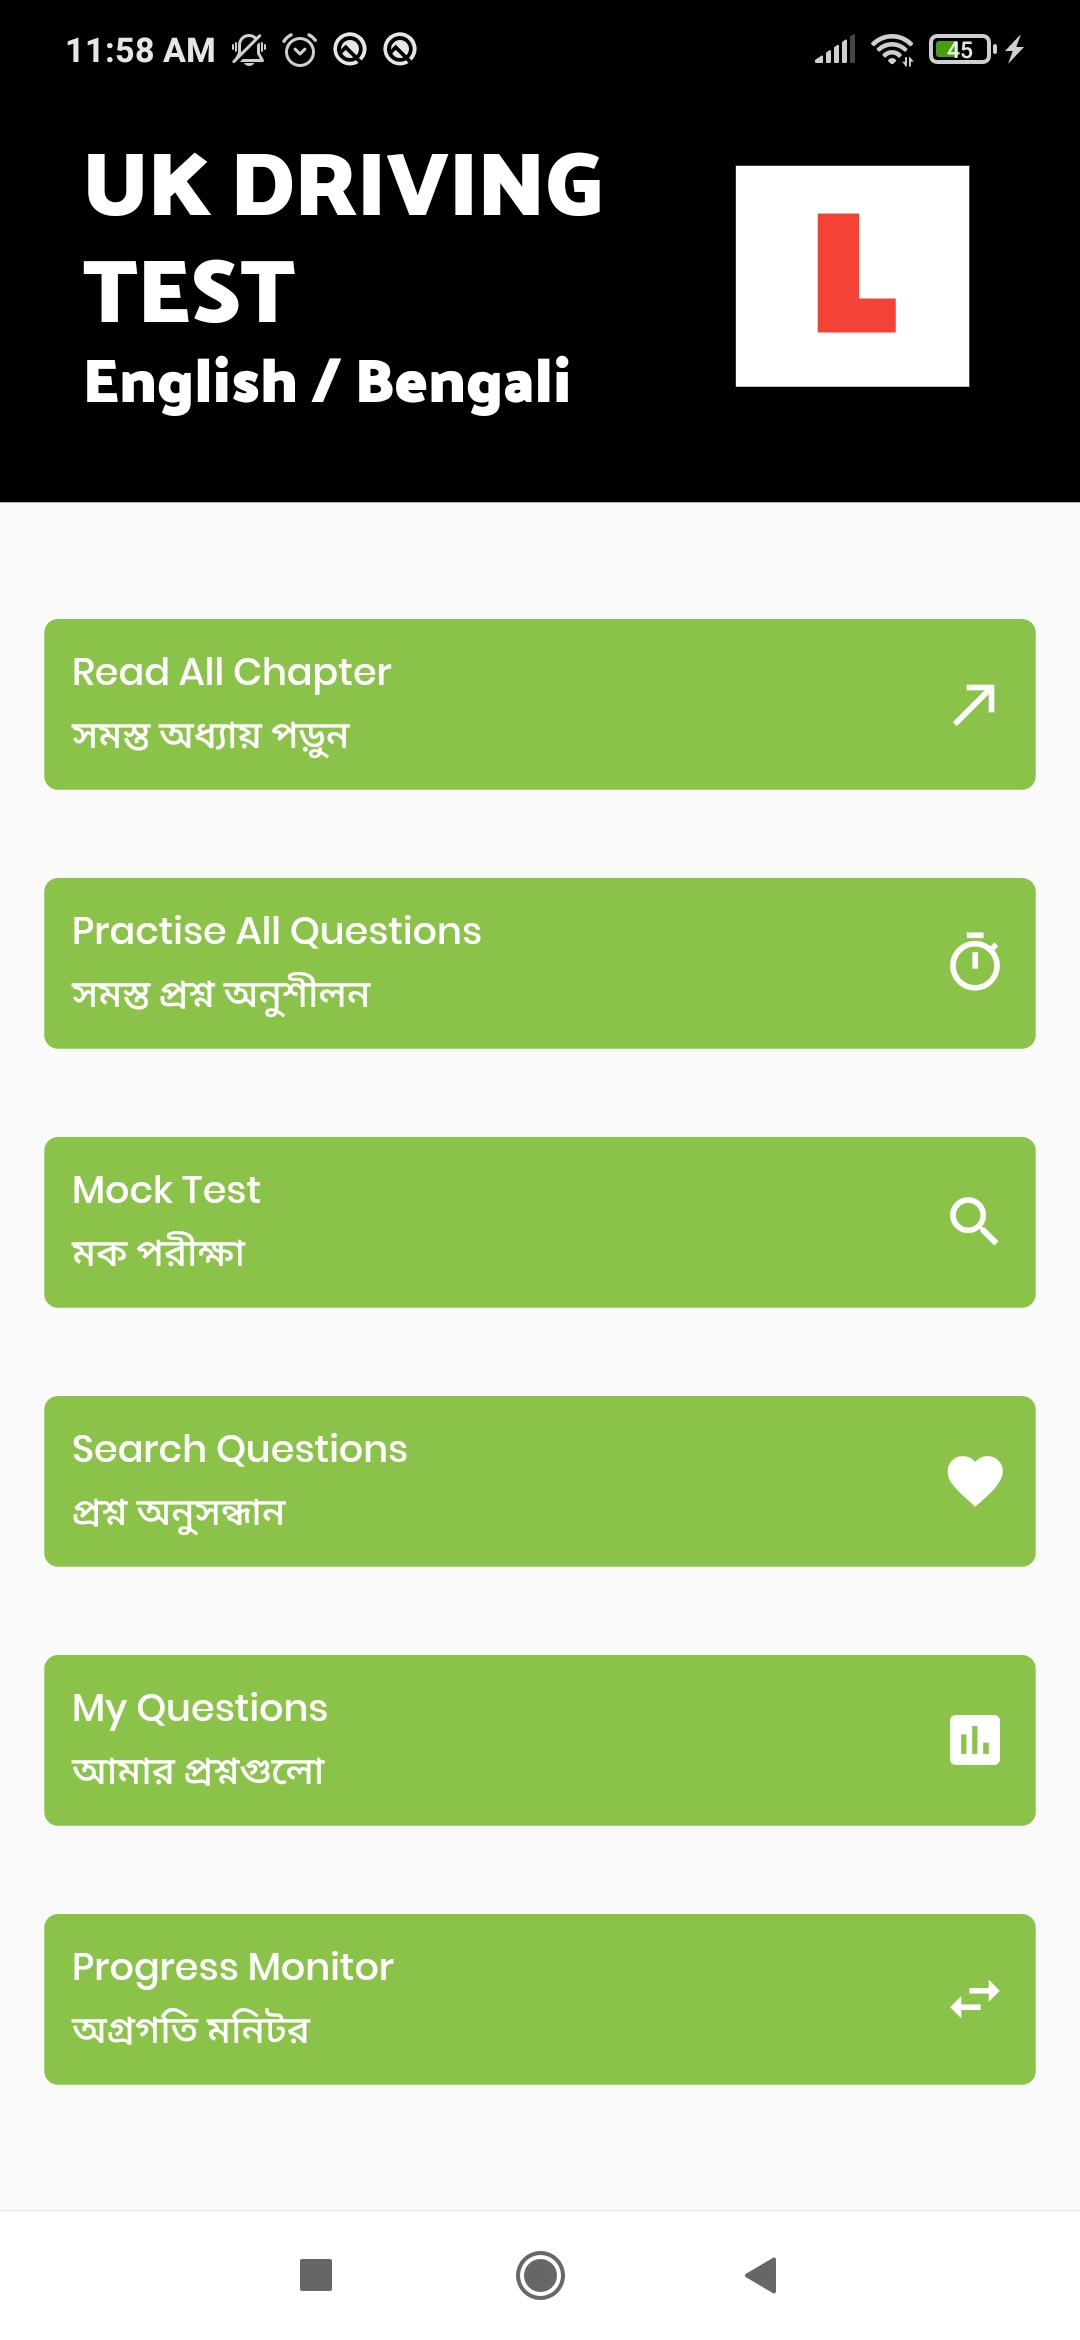 11:58 AM
45
UK DRIVING
TEST
English / Bengali
L
Read All Chapter
সমস্ত অধ্যায় পড়ুন
Practise All Questions
সমস্ত প্রশ্ন অনুশীলন
Mock Test
মক পরীক্ষা
Search Questions
প্রশ্ন অনুসন্ধান
My Questions
আমার প্রশ্নগুলো
Progress Monitor
অগ্রগতি মনিটর